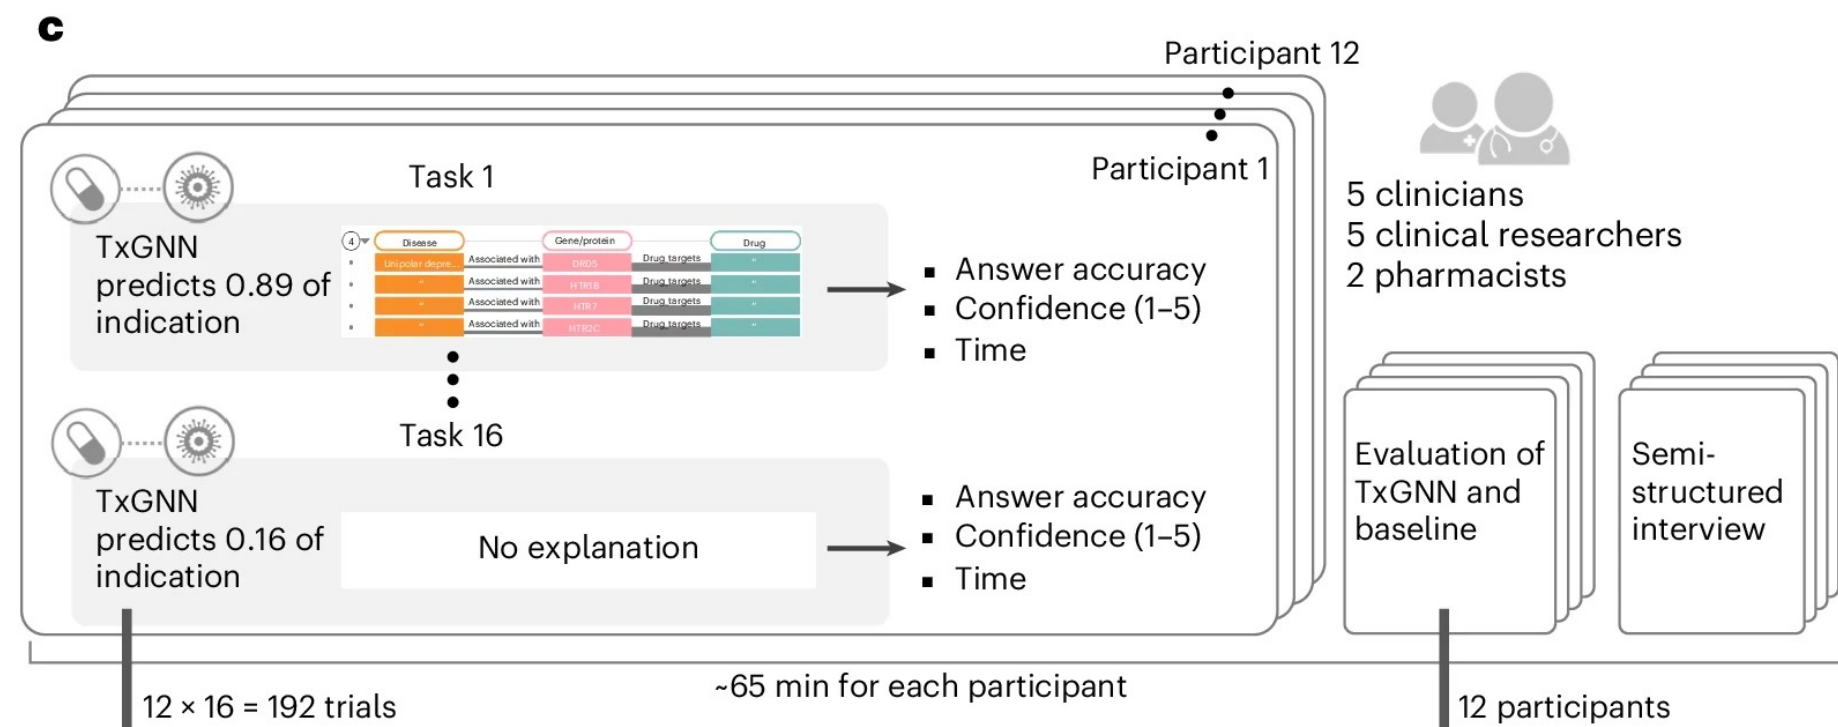 c
Participant 12
Participant 1
5 clinicians
5 clinical researchers
2 pharmacists
Task 1
TxGNN
predicts 0.89 of
indication
4 Disease Gene/protein Drug
Unipolar depre... Associated with DRD5 Drug targets "
" Associated with HTR1B Drug targets "
" Associated with HTR7 Drug targets "
" Associated with HTR2C Drug targets "
▪ Answer accuracy
▪ Confidence (1–5)
▪ Time
Task 16
TxGNN
predicts 0.16 of
indication
No explanation
▪ Answer accuracy
▪ Confidence (1–5)
▪ Time
Evaluation of
TxGNN and
baseline
Semi-
structured
interview
~65 min for each participant
12 × 16 = 192 trials
12 participants